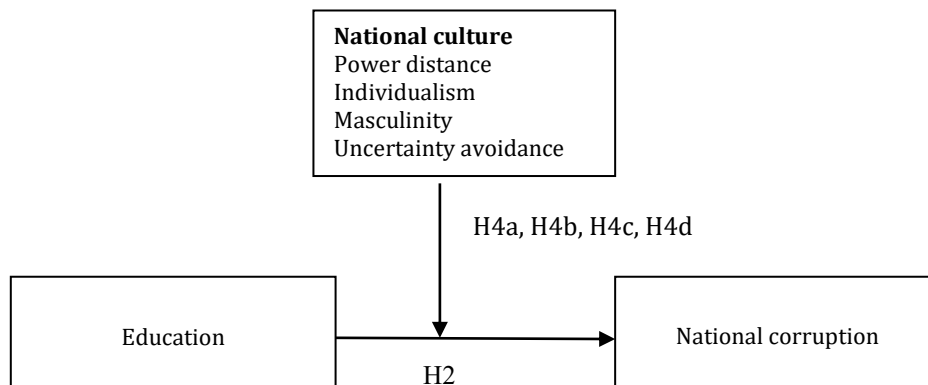 National culture
Power distance
Individualism
Masculinity
Uncertainty avoidance
H4a, H4b, H4c, H4d
Education
National corruption
H2